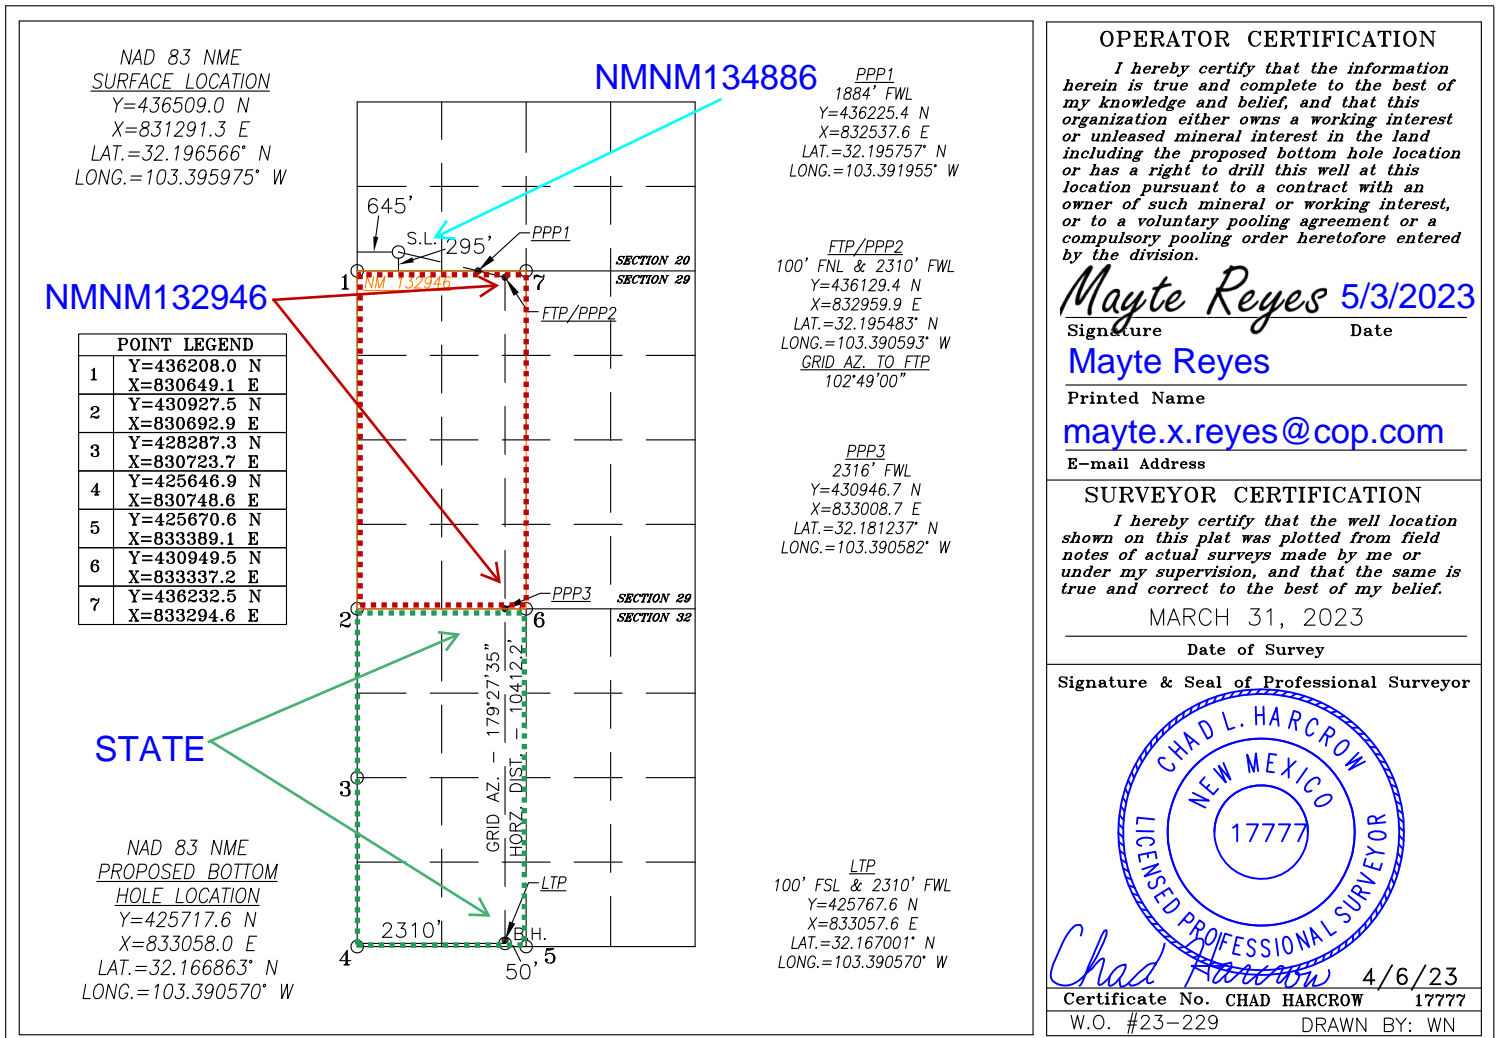 NAD 83 NME
SURFACE LOCATION
Y=436509.0 N
X=831291.3 E
LAT.=32.196566° N
LONG.=103.395975° W
NMNM134886
PPP1
1884' FWL
Y=436225.4 N
X=832537.6 E
LAT.=32.195757° N
LONG.=103.391955° W
645'
S.L.
295'
PPP1
SECTION 20
SECTION 29
1
7
NM 132946
NMNM132946
FTP/PPP2
FTP/PPP2
100' FNL & 2310' FWL
Y=436129.4 N
X=832959.9 E
LAT.=32.195483° N
LONG.=103.390593° W
GRID AZ. TO FTP
102°49'00"
POINT LEGEND
1 Y=436208.0 N
X=830649.1 E
2 Y=430927.5 N
X=830692.9 E
3 Y=428287.3 N
X=830723.7 E
4 Y=425646.9 N
X=830748.6 E
5 Y=425670.6 N
X=833389.1 E
6 Y=430949.5 N
X=833337.2 E
7 Y=436232.5 N
X=833294.6 E
PPP3
2316' FWL
Y=430946.7 N
X=833008.7 E
LAT.=32.181237° N
LONG.=103.390582° W
PPP3
SECTION 29
SECTION 32
2
6
GRID AZ. - 179°27'35"
HORZ. DIST. - 10412.2'
STATE
3
NAD 83 NME
PROPOSED BOTTOM
HOLE LOCATION
Y=425717.6 N
X=833058.0 E
LAT.=32.166863° N
LONG.=103.390570° W
LTP
2310'
B.H.
4
50'
5
LTP
100' FSL & 2310' FWL
Y=425767.6 N
X=833057.6 E
LAT.=32.167001° N
LONG.=103.390570° W
OPERATOR CERTIFICATION
I hereby certify that the information
herein is true and complete to the best of
my knowledge and belief, and that this
organization either owns a working interest
or unleased mineral interest in the land
including the proposed bottom hole location
or has a right to drill this well at this
location pursuant to a contract with an
owner of such mineral or working interest,
or to a voluntary pooling agreement or a
compulsory pooling order heretofore entered
by the division.
Mayte Reyes 5/3/2023
Signature Date
Mayte Reyes
Printed Name
mayte.x.reyes@cop.com
E-mail Address
SURVEYOR CERTIFICATION
I hereby certify that the well location
shown on this plat was plotted from field
notes of actual surveys made by me or
under my supervision, and that the same is
true and correct to the best of my belief.
MARCH 31, 2023
Date of Survey
Signature & Seal of Professional Surveyor
CHAD L. HARCROW
NEW MEXICO
17777
LICENSED PROFESSIONAL SURVEYOR
Chad Harcrow 4/6/23
Certificate No. CHAD HARCROW 17777
W.O. #23-229 DRAWN BY: WN